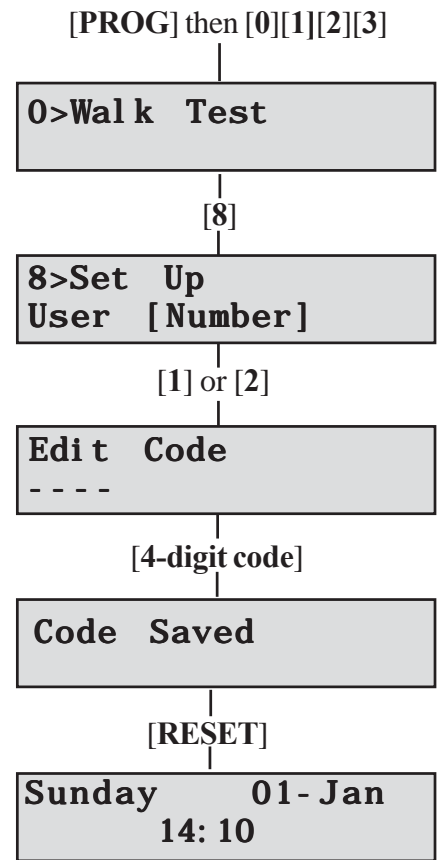 [PROG] then [0][1][2][3]
0>Walk Test
[8]
8>Set Up
User [Number]
[1] or [2]
Edit Code
----
[4-digit code]
Code Saved
[RESET]
Sunday 01-Jan
14:10